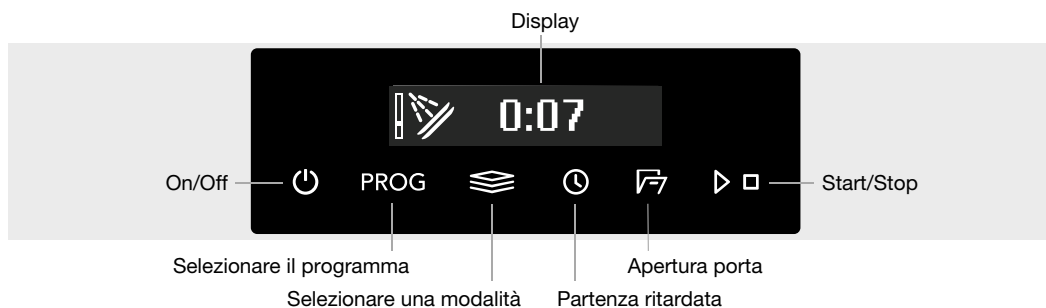 Display
0:07
On/Off
PROG
Start/Stop
Selezionare il programma
Apertura porta
Selezionare una modalità
Partenza ritardata